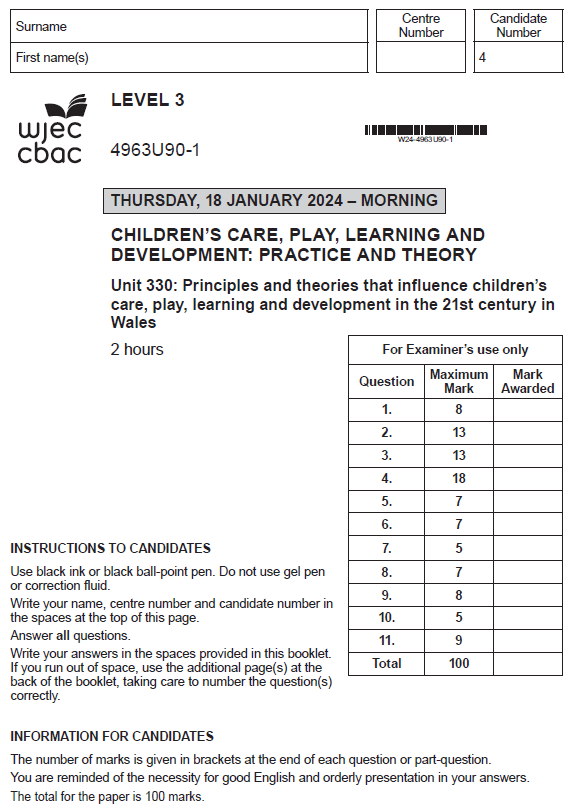 Surname
First name(s)
Centre
Number
Candidate
Number
4
wjec
cbac
LEVEL 3
4963U90-1
W24-4963U90-1
THURSDAY, 18 JANUARY 2024 – MORNING
CHILDREN’S CARE, PLAY, LEARNING AND
DEVELOPMENT: PRACTICE AND THEORY
Unit 330: Principles and theories that influence children’s
care, play, learning and development in the 21st century in
Wales
2 hours
For Examiner’s use only
Question Maximum Mark Mark Awarded
1. 8
2. 13
3. 13
4. 18
5. 7
6. 7
7. 5
8. 7
9. 8
10. 5
11. 9
Total 100
INSTRUCTIONS TO CANDIDATES
Use black ink or black ball-point pen. Do not use gel pen
or correction fluid.
Write your name, centre number and candidate number in
the spaces at the top of this page.
Answer all questions.
Write your answers in the spaces provided in this booklet.
If you run out of space, use the additional page(s) at the
back of the booklet, taking care to number the question(s)
correctly.
INFORMATION FOR CANDIDATES
The number of marks is given in brackets at the end of each question or part-question.
You are reminded of the necessity for good English and orderly presentation in your answers.
The total for the paper is 100 marks.